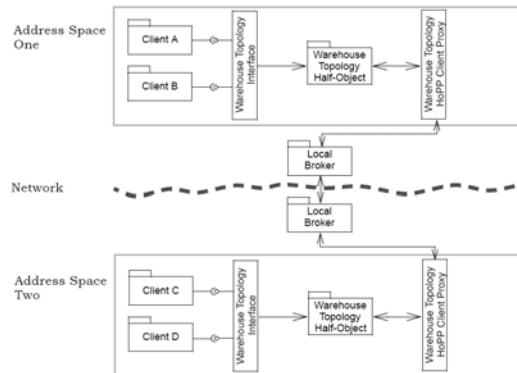 Address Space
One
Client A
Client B
Warehouse Topology
Interface
Warehouse
Topology
Half-Object
Warehouse Topology
HoPP Client Proxy
Local
Broker
Network
Local
Broker
Address Space
Two
Client C
Client D
Warehouse Topology
Interface
Warehouse
Topology
Half-Object
Warehouse Topology
HoPP Client Proxy